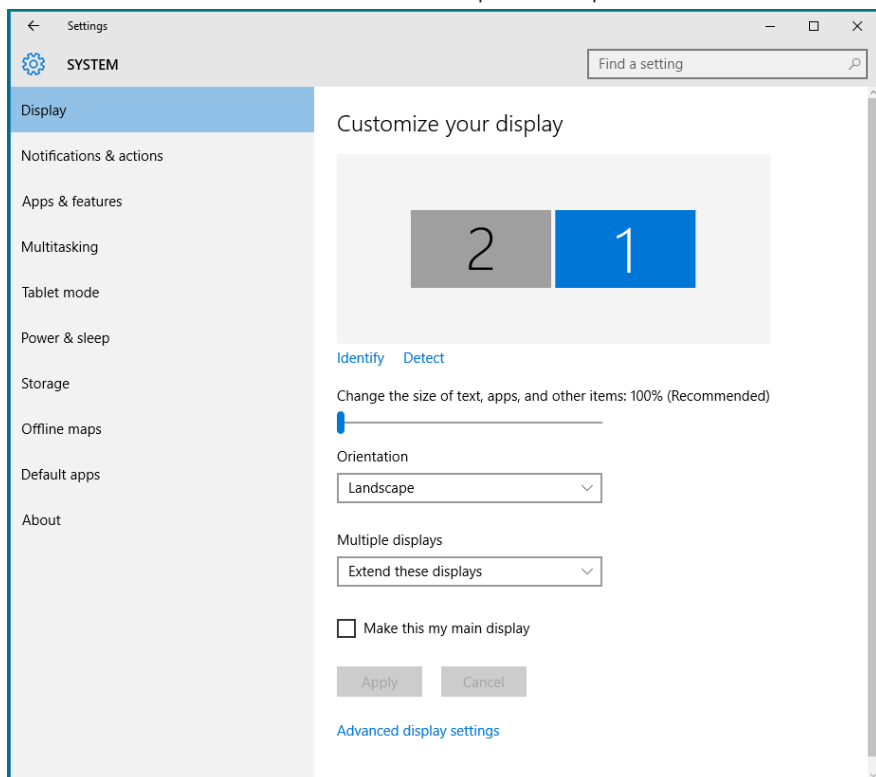 Settings
SYSTEM
Find a setting
Display
Notifications & actions
Apps & features
Multitasking
Tablet mode
Power & sleep
Storage
Offline maps
Default apps
About
Customize your display
2 1
Identify Detect
Change the size of text, apps, and other items: 100% (Recommended)
Orientation
Landscape
Multiple displays
Extend these displays
Make this my main display
Apply Cancel
Advanced display settings